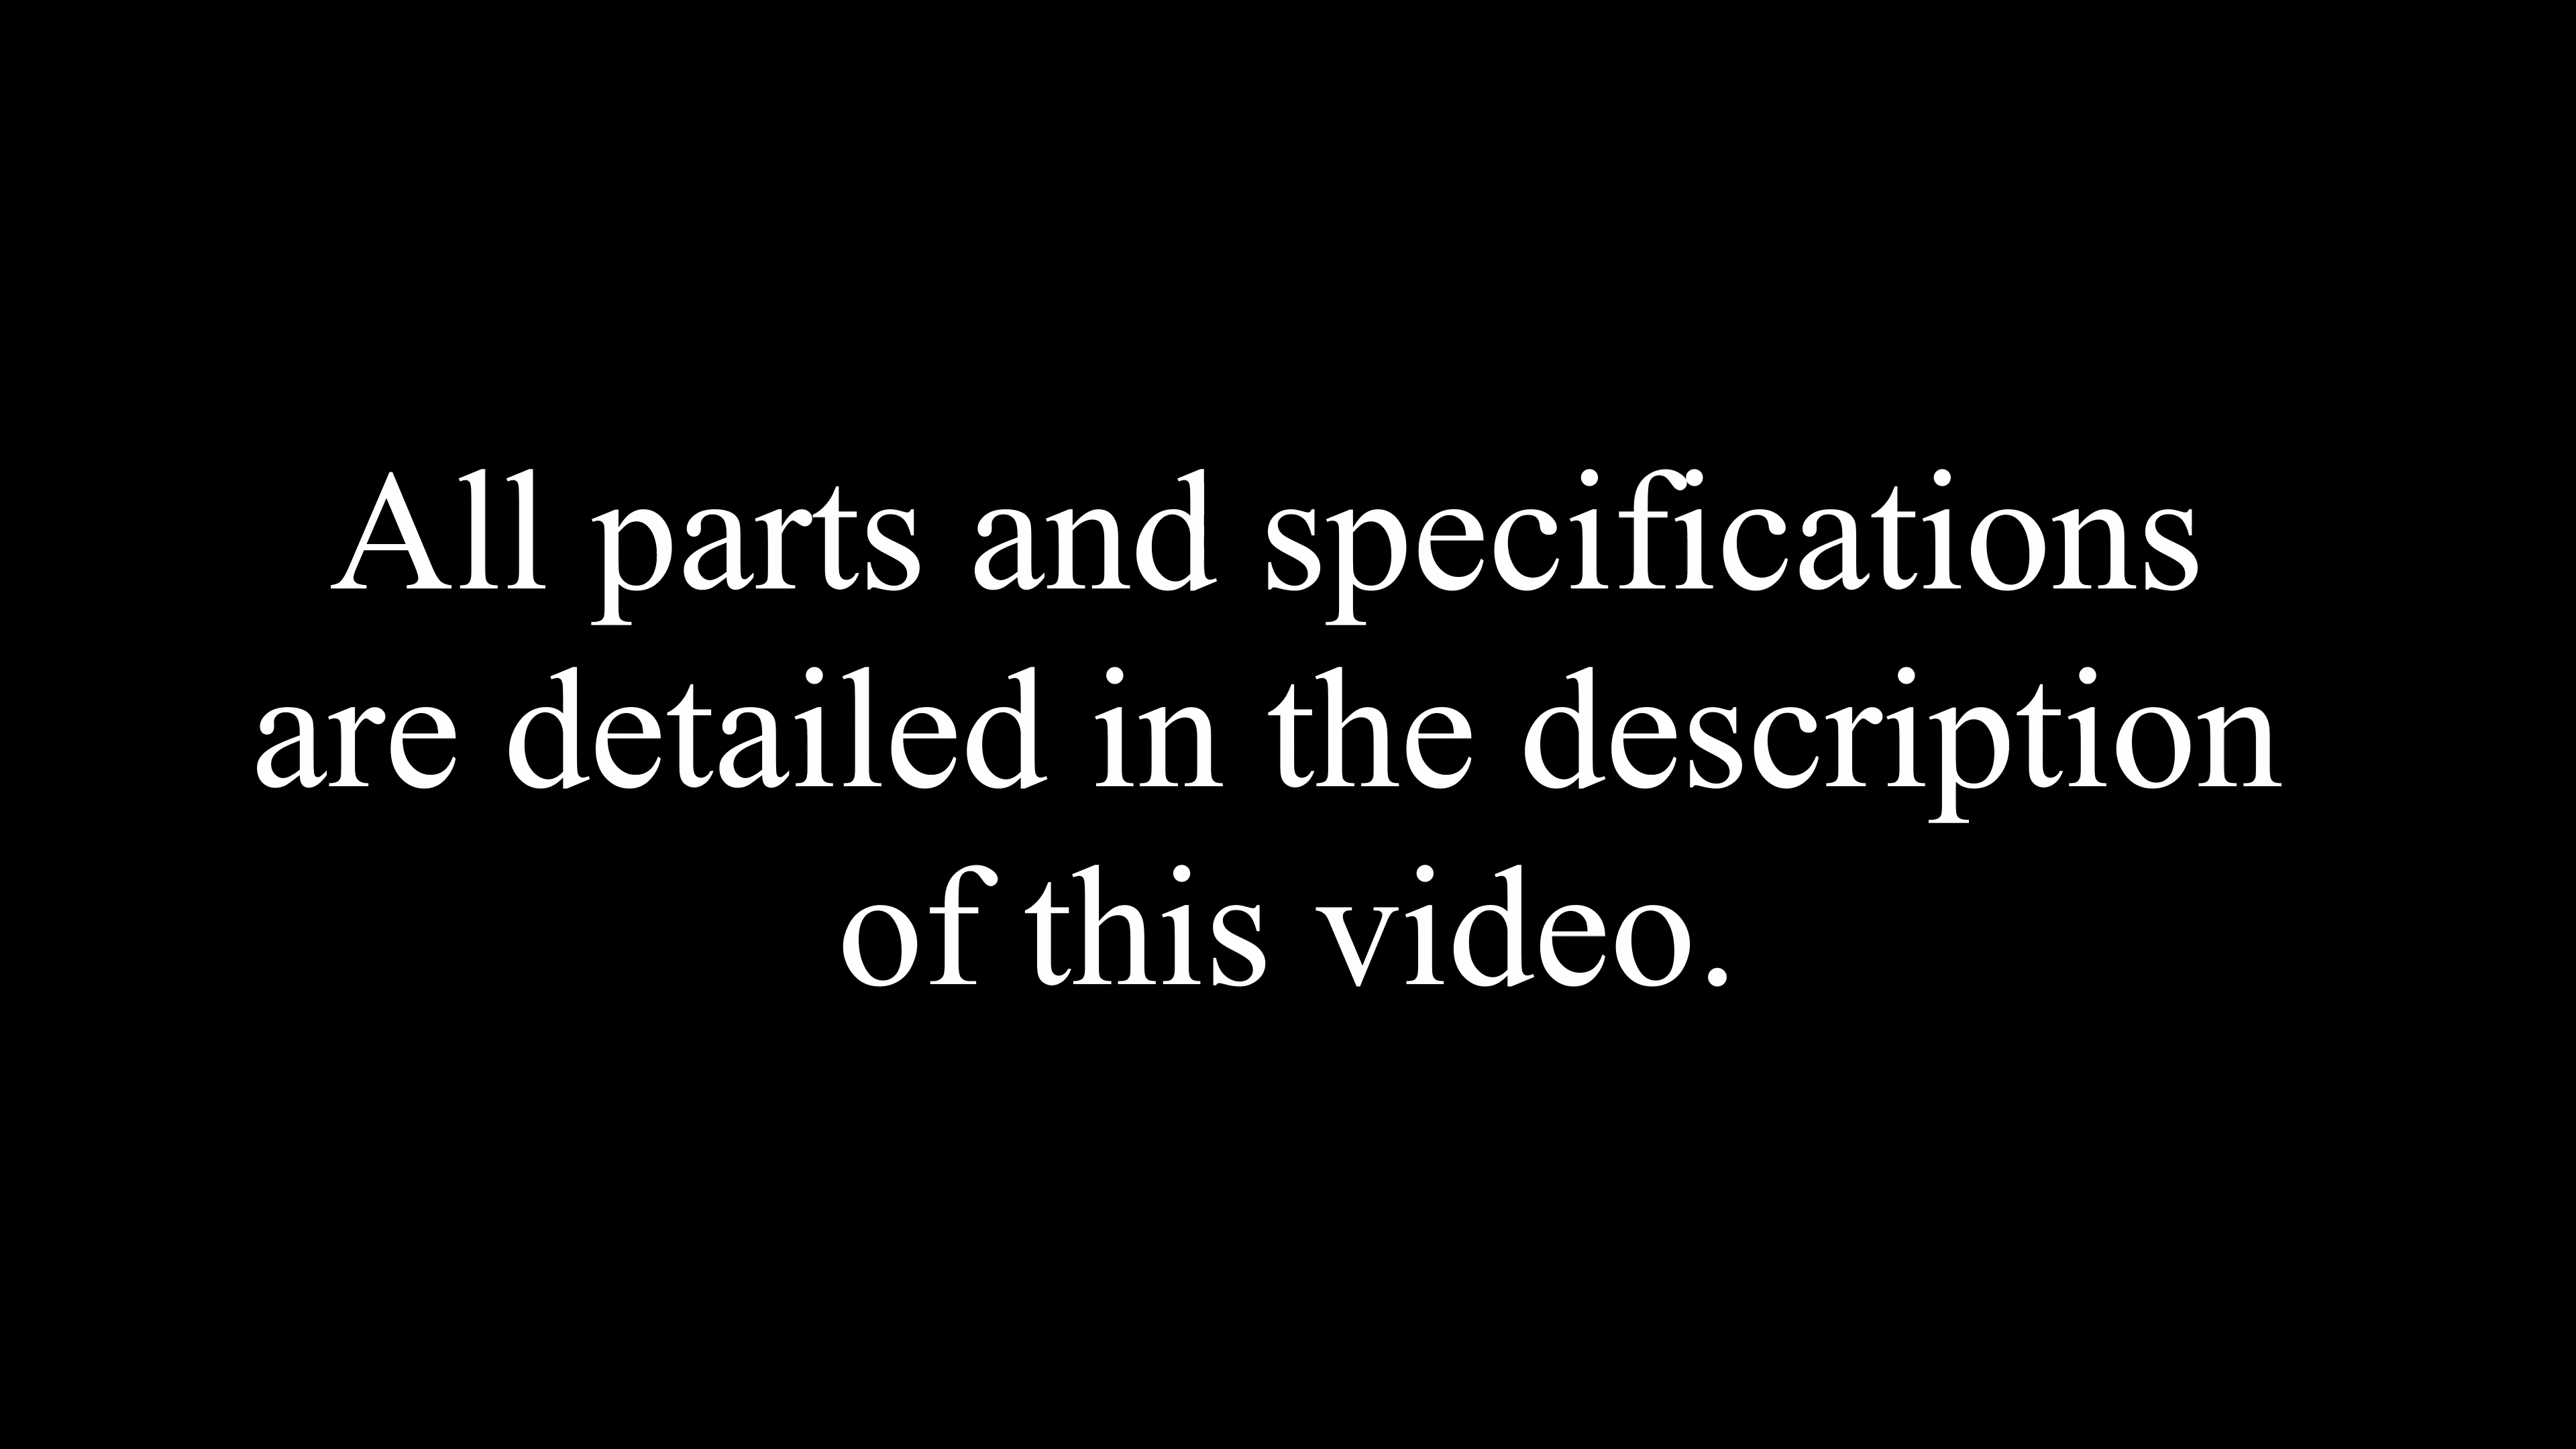 All parts and specifications
are detailed in the description
of this video.